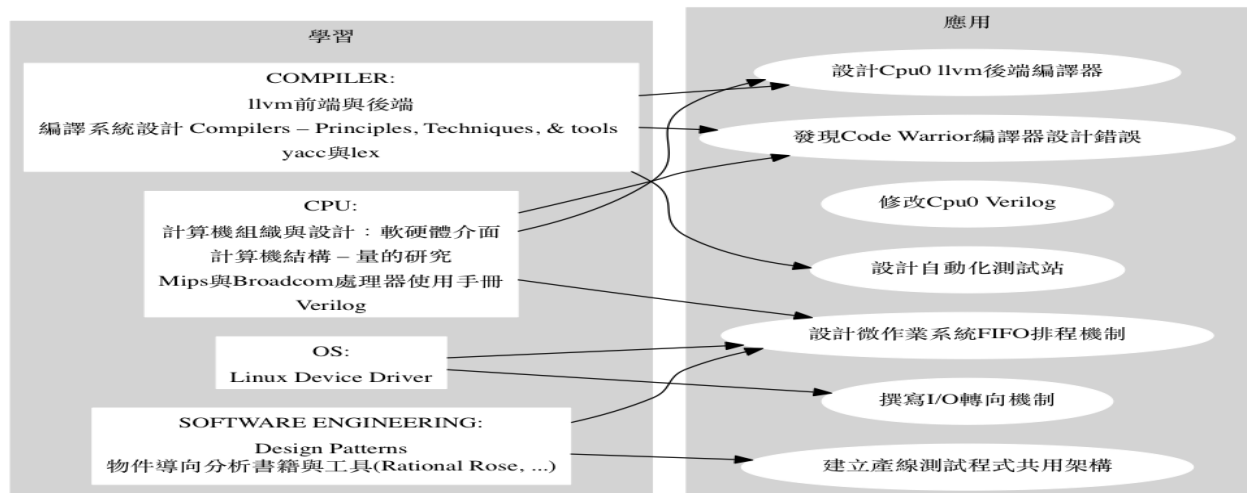 學習
COMPILER:
llvm前端與後端
編譯系統設計 Compilers – Principles, Techniques, & tools
yacc與lex
CPU:
計算機組織與設計：軟硬體介面
計算機結構 – 量的研究
Mips與Broadcom處理器使用手冊
Verilog
OS:
Linux Device Driver
SOFTWARE ENGINEERING:
Design Patterns
物件導向分析書籍與工具(Rational Rose, ...)
應用
設計Cpu0 llvm後端編譯器
發現Code Warrior編譯器設計錯誤
修改Cpu0 Verilog
設計自動化測試站
設計微作業系統FIFO排程機制
撰寫I/O轉向機制
建立產線測試程式共用架構